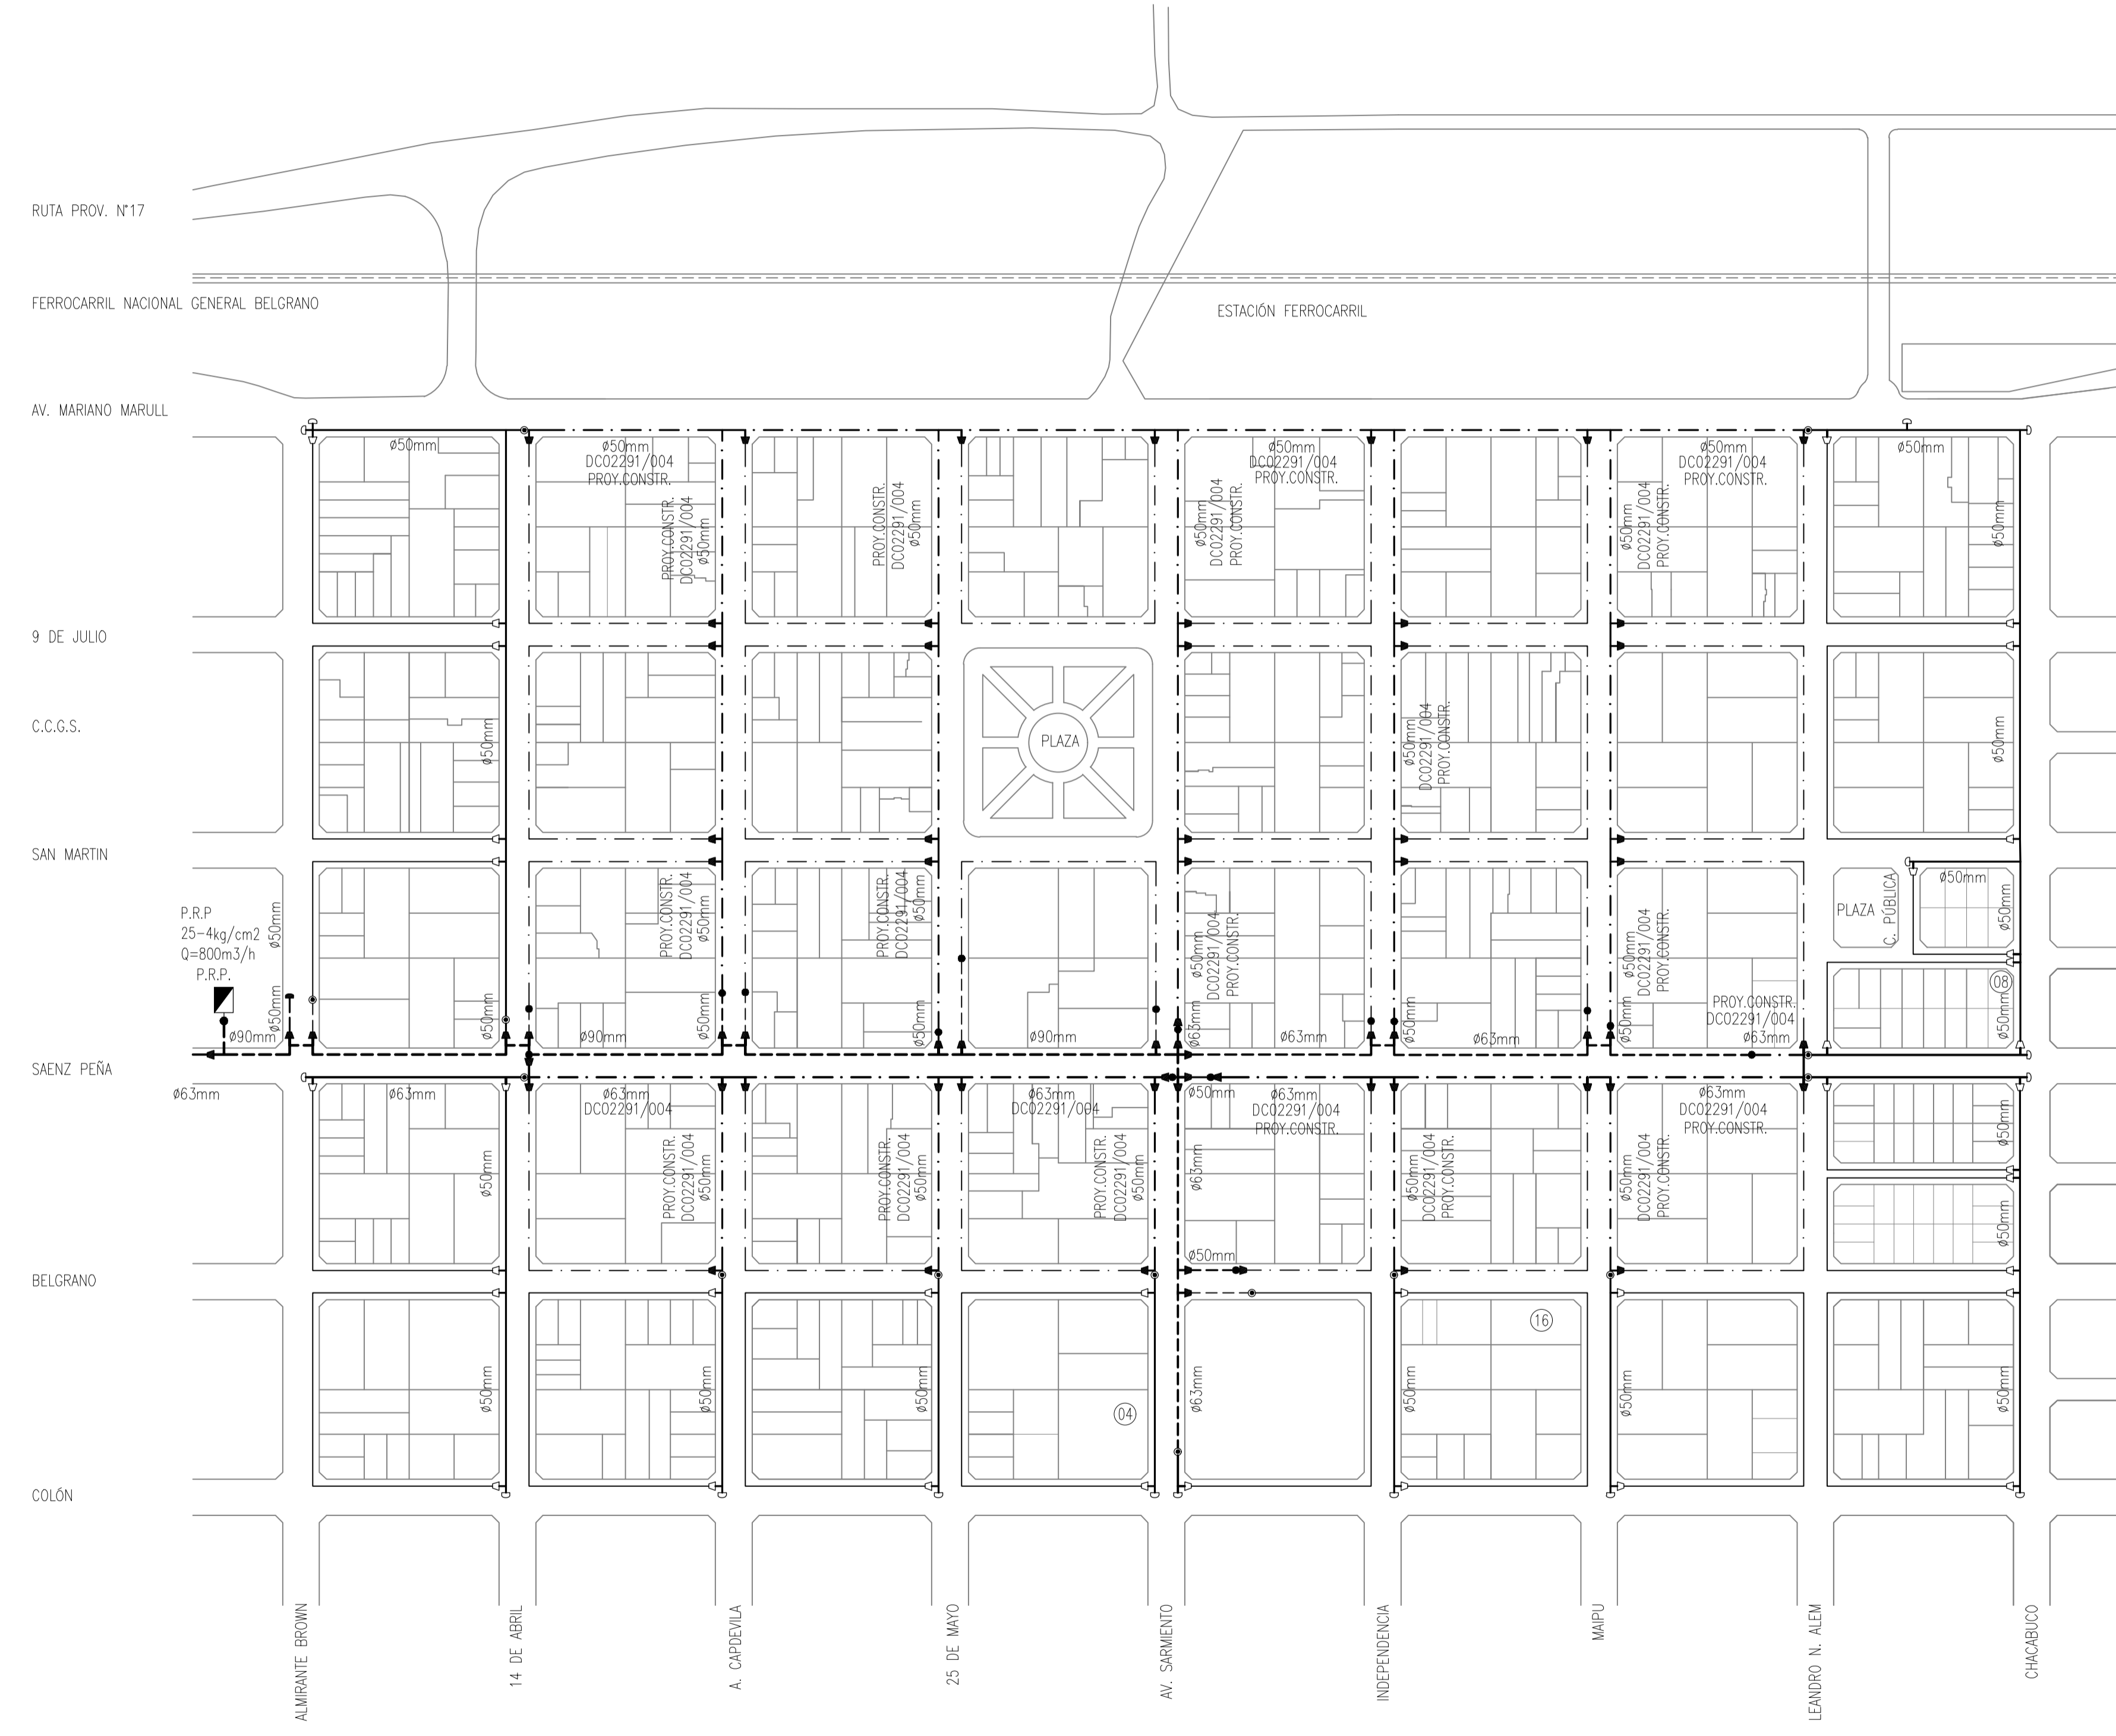 RUTA PROV. N°17
FERROCARRIL NACIONAL GENERAL BELGRANO
ESTACIÓN FERROCARRIL
AV. MARIANO MARULL
ø50mm
ø50mm
DC02291/004
PROY.CONSTR.
ø50mm
DC02291/004
PROY.CONSTR.
ø50mm
DC02291/004
PROY.CONSTR.
ø50mm
PROY.CONSTR.
DC02291/004
ø50mm
PROY.CONSTR.
DC02291/004
ø50mm
ø50mm
DC02291/004
PROY.CONSTR.
ø50mm
DC02291/004
PROY.CONSTR.
ø50mm
9 DE JULIO
C.C.G.S.
ø50mm
PLAZA
ø50mm
DC02291/004
PROY.CONSTR.
ø50mm
SAN MARTIN
P.R.P
25-4kg/cm2
Q=800m3/h
P.R.P.
ø50mm
ø50mm
ø90mm
ø50mm
PROY.CONSTR.
DC02291/004
ø50mm
ø50mm
ø90mm
PROY.CONSTR.
DC02291/004
ø50mm
ø50mm
ø90mm
ø50mm
DC02291/004
PROY.CONSTR.
ø63mm
ø63mm
ø50mm
ø63mm
ø50mm
DC02291/004
PROY.CONSTR.
ø50mm
PROY.CONSTR.
DC02291/004
ø63mm
PLAZA
C. PÚBLICA
ø50mm
ø50mm
08
ø50mm
SAENZ PEÑA
ø63mm
ø63mm
ø63mm
DC02291/004
ø63mm
DC02291/004
ø50mm
ø63mm
DC02291/004
PROY.CONSTR.
ø63mm
DC02291/004
PROY.CONSTR.
ø50mm
ø50mm
PROY.CONSTR.
DC02291/004
ø50mm
PROY.CONSTR.
DC02291/004
ø50mm
PROY.CONSTR.
DC02291/004
ø50mm
ø63mm
ø50mm
DC02291/004
PROY.CONSTR.
ø50mm
DC02291/004
PROY.CONSTR.
ø50mm
ø50mm
BELGRANO
16
ø50mm
ø50mm
ø50mm
04
ø63mm
ø50mm
ø50mm
ø50mm
COLÓN
ALMIRANTE BROWN
14 DE ABRIL
A. CAPDEVILA
25 DE MAYO
AV. SARMIENTO
INDEPENDENCIA
MAIPU
LEANDRO N. ALEM
CHACABUCO